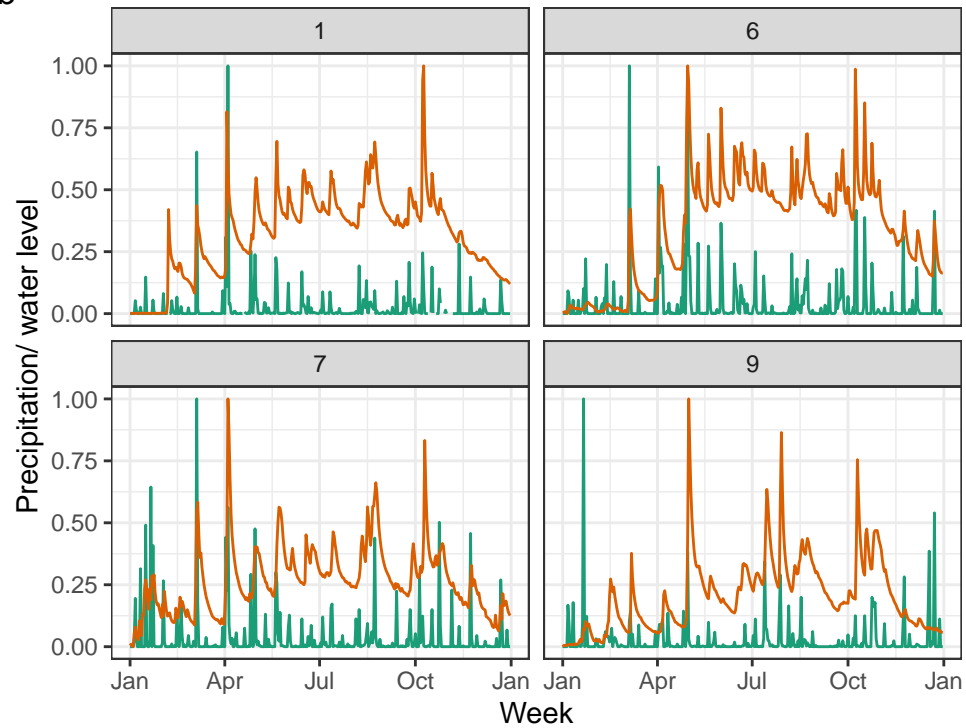 b
1
6
1.00
0.75
0.50
0.25
0.00
7
9
1.00
0.75
0.50
0.25
0.00
Jan Apr Jul Oct Jan
Jan Apr Jul Oct Jan
Precipitation/ water level
Week